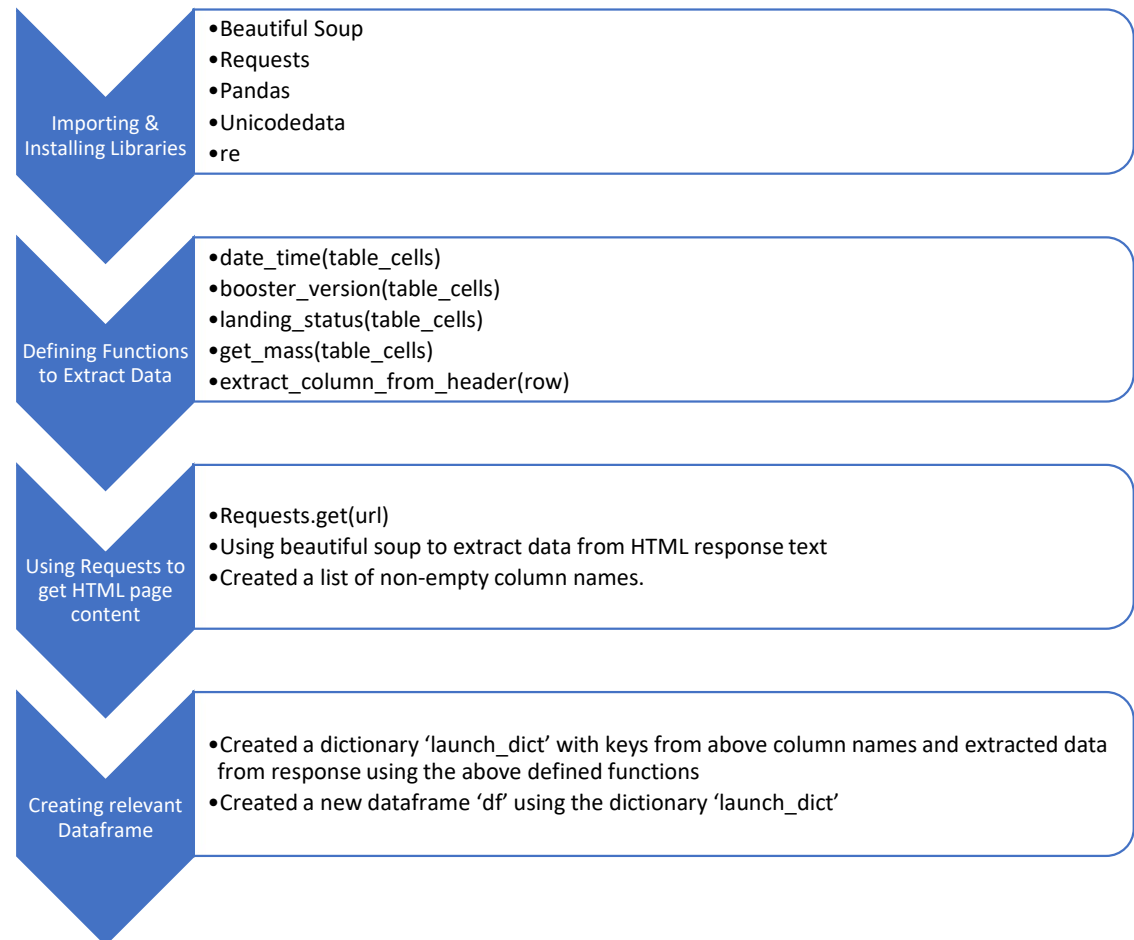 Importing &
Installing Libraries
•Beautiful Soup
•Requests
•Pandas
•Unicodedata
•re
Defining Functions
to Extract Data
•date_time(table_cells)
•booster_version(table_cells)
•landing_status(table_cells)
•get_mass(table_cells)
•extract_column_from_header(row)
Using Requests to
get HTML page
content
•Requests.get(url)
•Using beautiful soup to extract data from HTML response text
•Created a list of non-empty column names.
Creating relevant
Dataframe
•Created a dictionary ‘launch_dict’ with keys from above column names and extracted data
from response using the above defined functions
•Created a new dataframe ‘df’ using the dictionary ‘launch_dict’